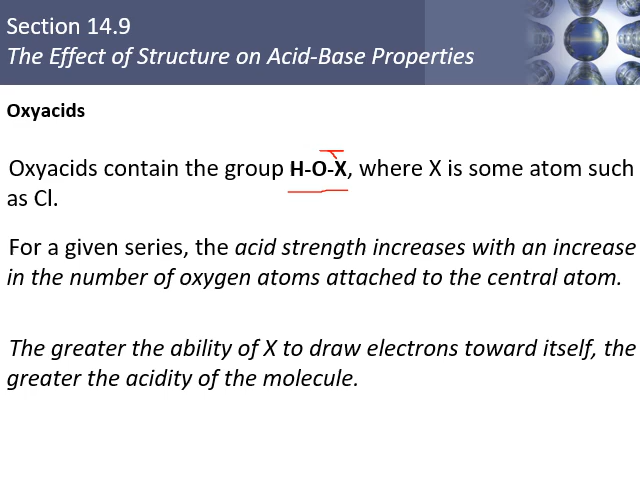 Section 14.9
The Effect of Structure on Acid-Base Properties
Oxyacids
Oxyacids contain the group H-O-X, where X is some atom such
as Cl.
For a given series, the acid strength increases with an increase
in the number of oxygen atoms attached to the central atom.
The greater the ability of X to draw electrons toward itself, the
greater the acidity of the molecule.